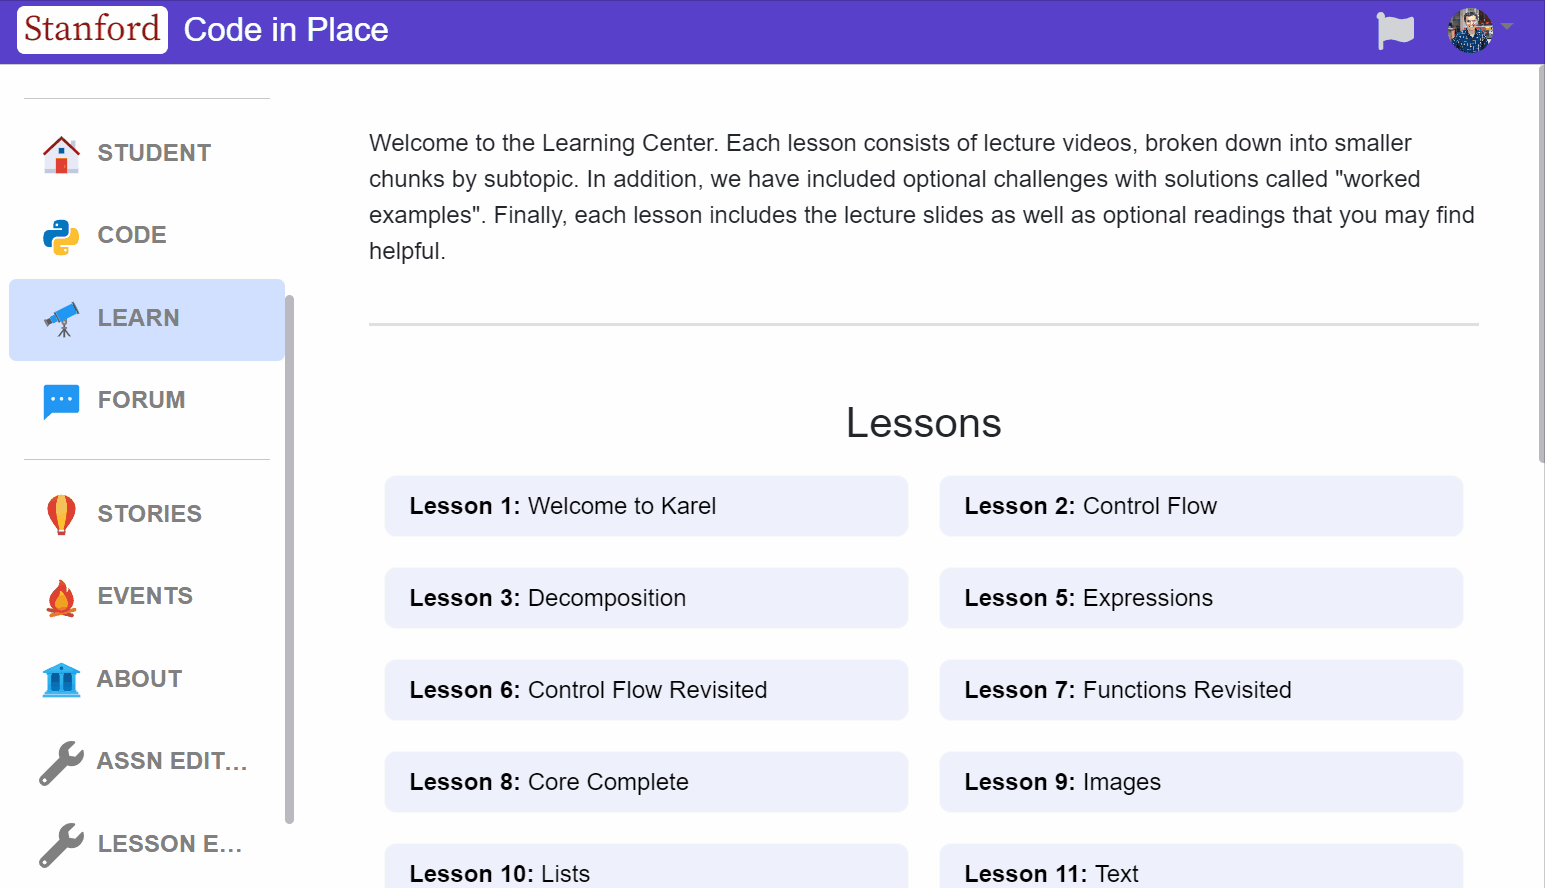 Stanford Code in Place
STUDENT
CODE
LEARN
FORUM
STORIES
EVENTS
ABOUT
ASSN EDIT...
LESSON E...
Welcome to the Learning Center. Each lesson consists of lecture videos, broken down into smaller
chunks by subtopic. In addition, we have included optional challenges with solutions called "worked
examples". Finally, each lesson includes the lecture slides as well as optional readings that you may find
helpful.
Lessons
Lesson 1: Welcome to Karel
Lesson 2: Control Flow
Lesson 3: Decomposition
Lesson 5: Expressions
Lesson 6: Control Flow Revisited
Lesson 7: Functions Revisited
Lesson 8: Core Complete
Lesson 9: Images
Lesson 10: Lists
Lesson 11: Text